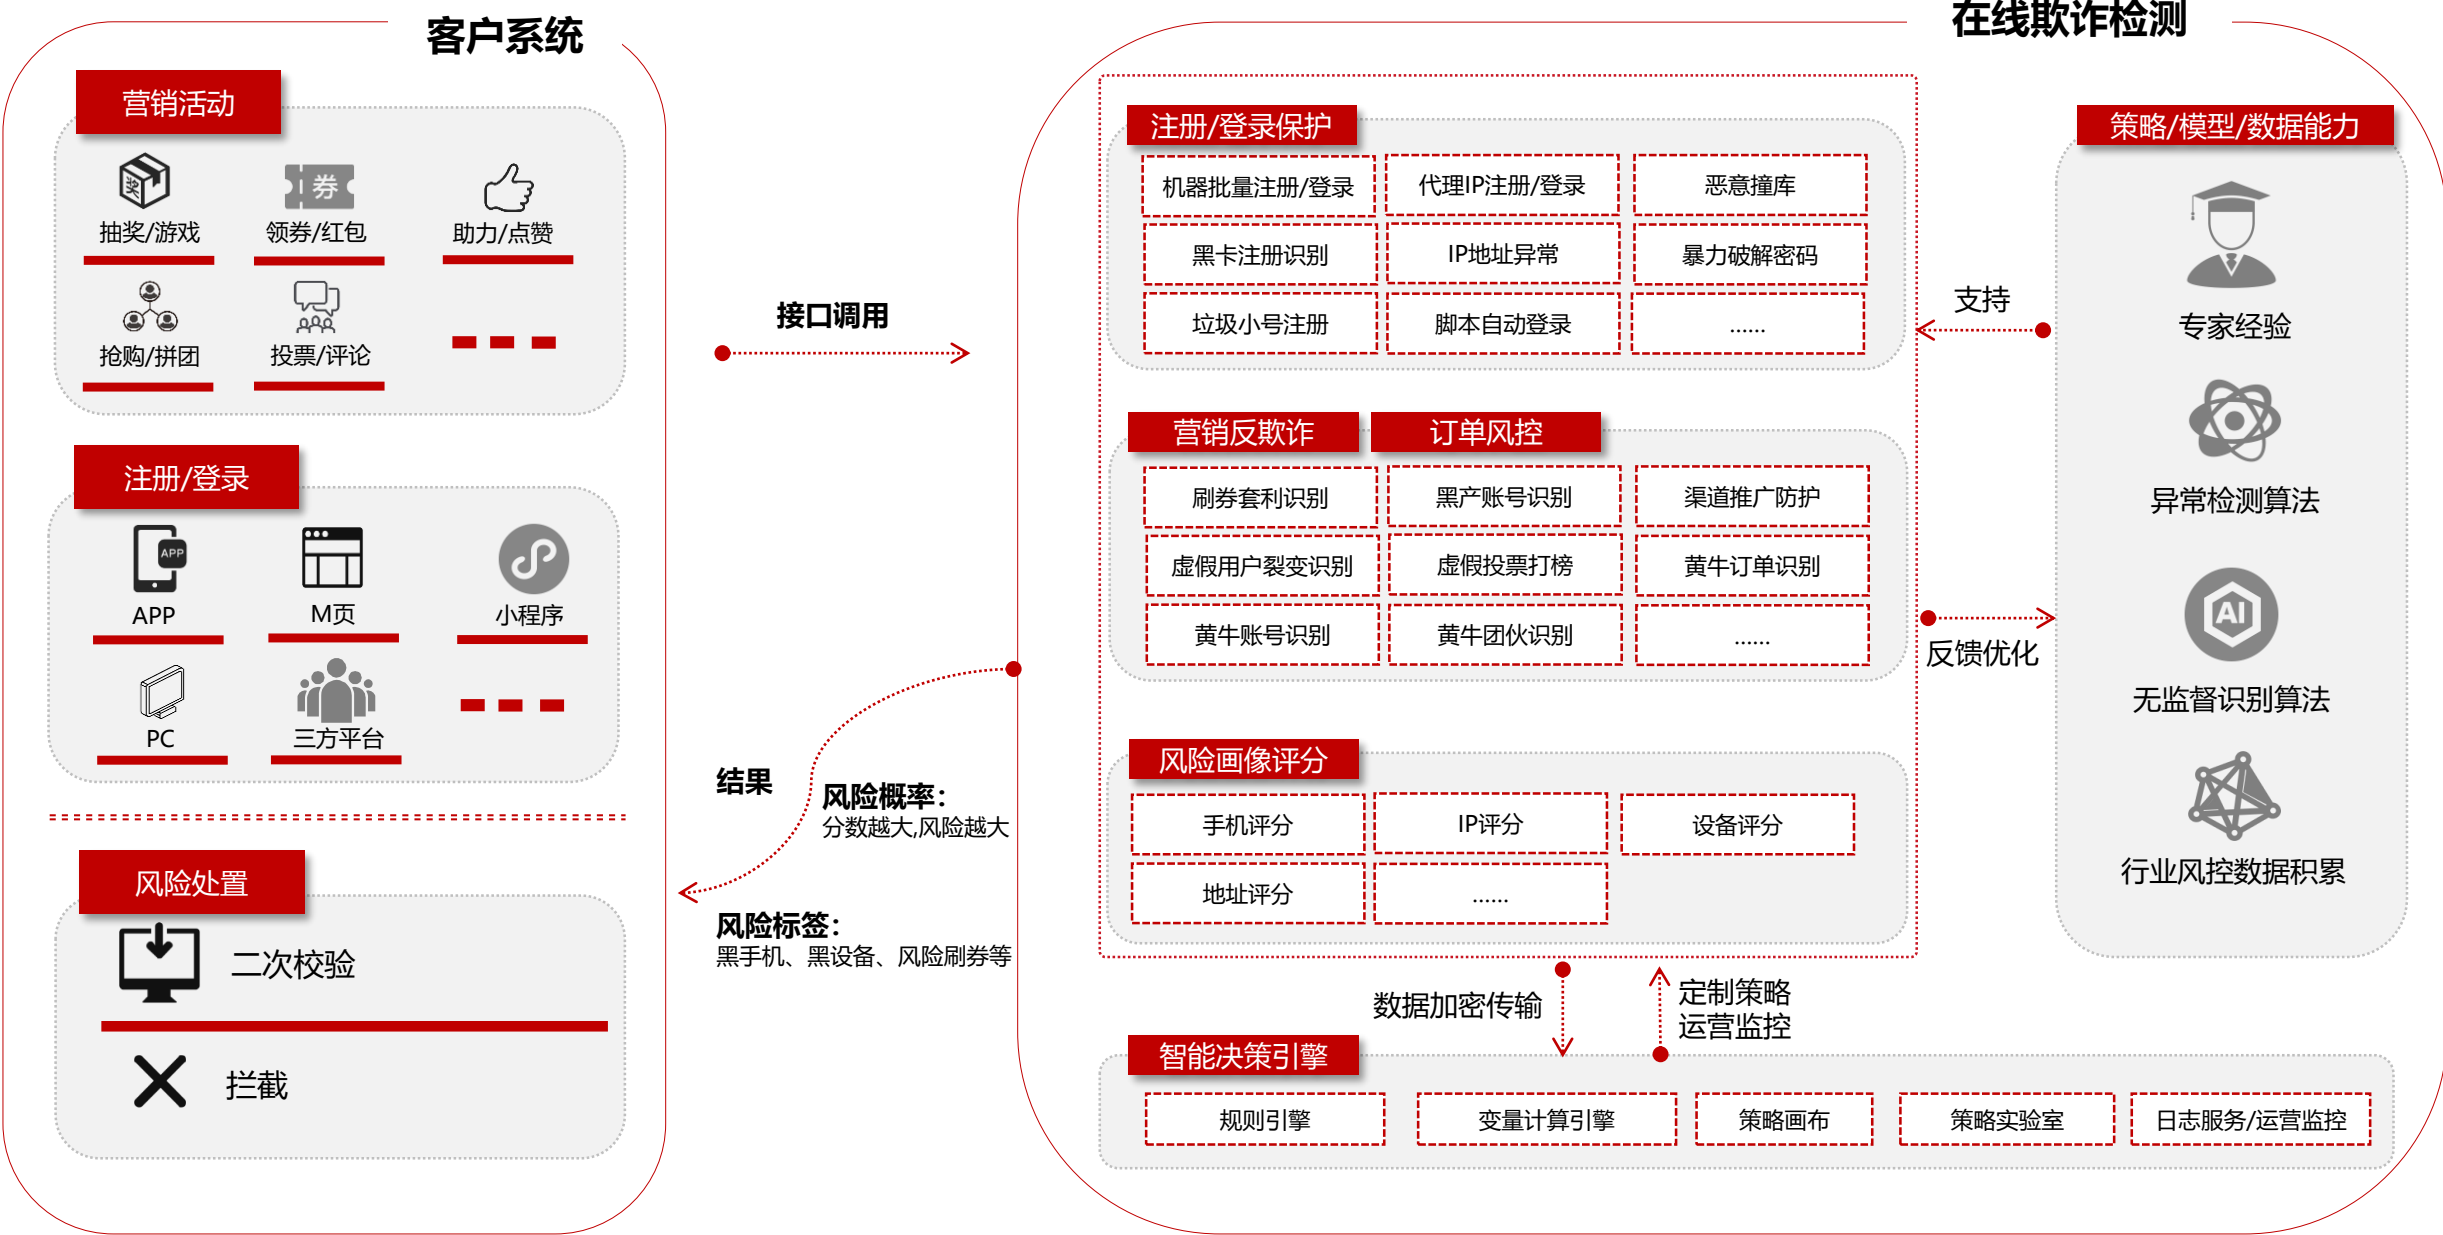 客户系统
营销活动
券
抽奖/游戏
领券/红包
助力/点赞
抢购/拼团
投票/评论
注册/登录
APP
APP
M页
小程序
PC
三方平台
风险处置
二次校验
拦截
接口调用
结果
风险概率：
分数越大,风险越大
风险标签：
黑手机、黑设备、风险刷券等
在线欺诈检测
注册/登录保护
机器批量注册/登录
代理IP注册/登录
恶意撞库
黑卡注册识别
IP地址异常
暴力破解密码
垃圾小号注册
脚本自动登录
......
营销反欺诈
订单风控
刷券套利识别
黑产账号识别
渠道推广防护
虚假用户裂变识别
虚假投票打榜
黄牛订单识别
黄牛账号识别
黄牛团伙识别
......
风险画像评分
手机评分
IP评分
设备评分
地址评分
......
支持
反馈优化
策略/模型/数据能力
专家经验
异常检测算法
AI
无监督识别算法
行业风控数据积累
数据加密传输
定制策略
运营监控
智能决策引擎
规则引擎
变量计算引擎
策略画布
策略实验室
日志服务/运营监控